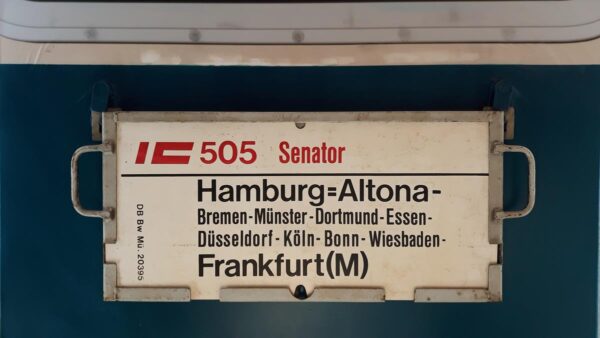 IC 505 Senator
Hamburg=Altona-
Bremen-Münster-Dortmund-Essen-
Düsseldorf-Köln-Bonn-Wiesbaden-
Frankfurt(M)
DB Bw Mü. 20395